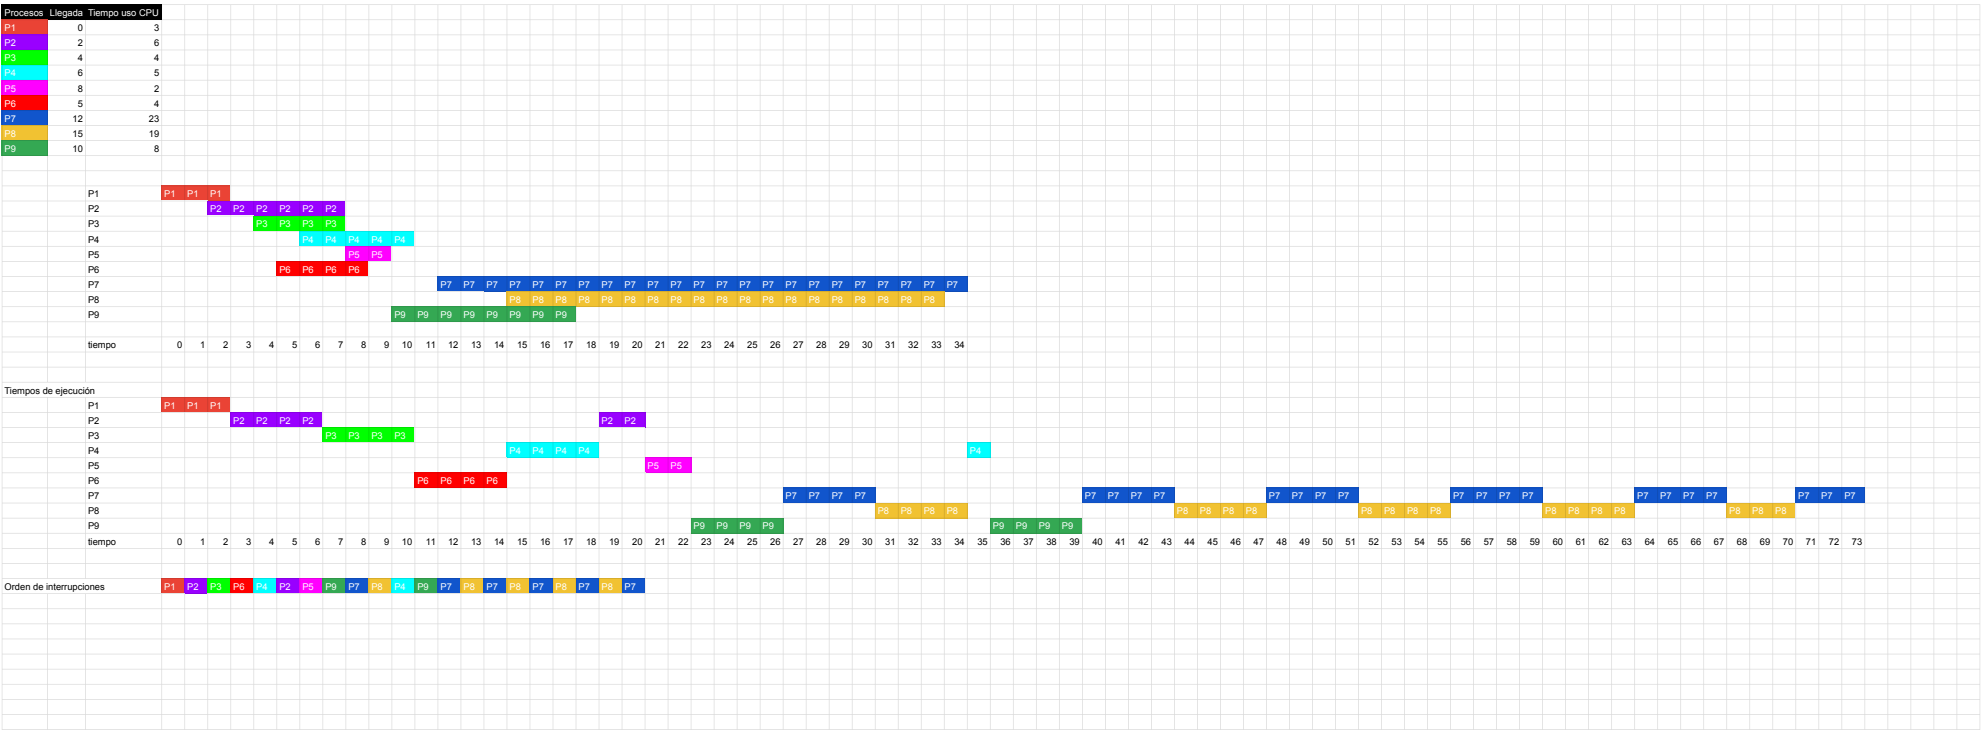 Procesos Llegada Tiempo uso CPU
P1 0 3
P2 2 6
P3 4 4
P4 6 5
P5 8 2
P6 5 4
P7 12 23
P8 15 19
P9 10 8
P1 P1 P1 P1
P2 P2 P2 P2 P2 P2 P2
P3 P3 P3 P3 P3
P4 P4 P4 P4 P4 P4
P5 P5 P5
P6 P6 P6 P6 P6
P7 P7 P7 P7 P7 P7 P7 P7 P7 P7 P7 P7 P7 P7 P7 P7 P7 P7 P7 P7 P7 P7 P7 P7
P8 P8 P8 P8 P8 P8 P8 P8 P8 P8 P8 P8 P8 P8 P8 P8 P8 P8 P8 P8
P9 P9 P9 P9 P9 P9 P9 P9 P9
tiempo 0 1 2 3 4 5 6 7 8 9 10 11 12 13 14 15 16 17 18 19 20 21 22 23 24 25 26 27 28 29 30 31 32 33 34
Tiempos de ejecución
P1 P1 P1 P1
P2 P2 P2 P2 P2 P2 P2
P3 P3 P3 P3 P3
P4 P4 P4 P4 P4 P4
P5 P5 P5
P6 P6 P6 P6 P6
P7 P7 P7 P7 P7 P7 P7 P7 P7 P7 P7 P7 P7 P7 P7 P7 P7 P7 P7 P7 P7 P7 P7 P7
P8 P8 P8 P8 P8 P8 P8 P8 P8 P8 P8 P8 P8 P8 P8 P8 P8 P8 P8 P8
P9 P9 P9 P9 P9 P9 P9 P9 P9
tiempo 0 1 2 3 4 5 6 7 8 9 10 11 12 13 14 15 16 17 18 19 20 21 22 23 24 25 26 27 28 29 30 31 32 33 34 35 36 37 38 39 40 41 42 43 44 45 46 47 48 49 50 51 52 53 54 55 56 57 58 59 60 61 62 63 64 65 66 67 68 69 70 71 72 73
Orden de interrupciones P1 P2 P3 P6 P4 P2 P5 P9 P7 P8 P4 P9 P7 P8 P7 P8 P7 P8 P7 P8 P7